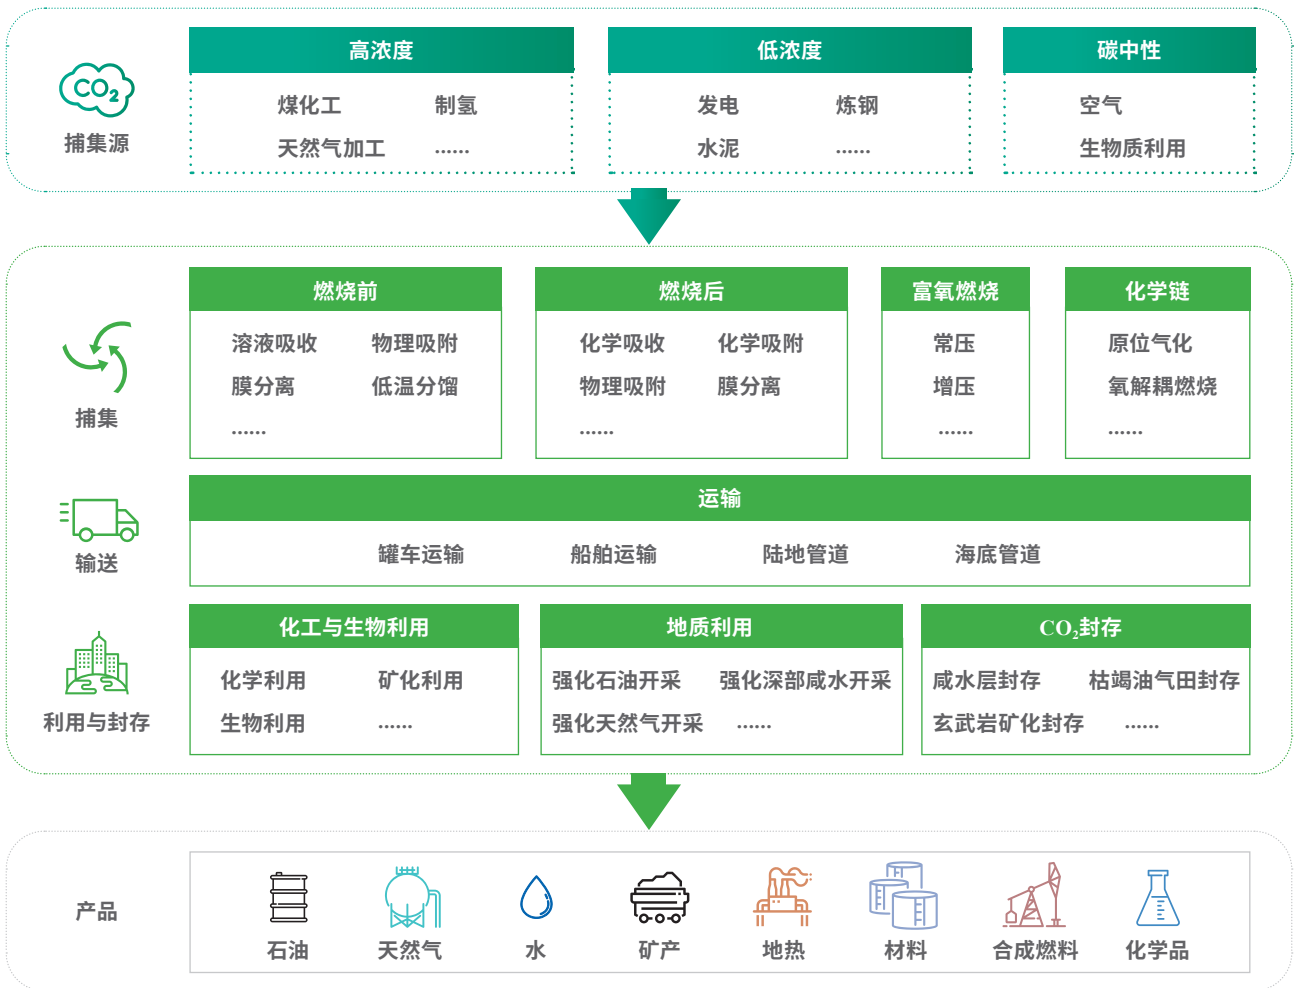 高浓度
低浓度
碳中性
CO2
捕集源
煤化工 制氢
天然气加工 ......
发电 炼钢
水泥 ......
空气
生物质利用
燃烧前
燃烧后
富氧燃烧
化学链
捕集
溶液吸收 物理吸附
膜分离 低温分馏
......
化学吸收 化学吸附
物理吸附 膜分离
......
常压
增压
......
原位气化
氧解耦燃烧
......
运输
输送
罐车运输 船舶运输 陆地管道 海底管道
化工与生物利用
地质利用
CO₂封存
利用与封存
化学利用 矿化利用
生物利用 ......
强化石油开采 强化深部咸水开采
强化天然气开采 ......
咸水层封存 枯竭油气田封存
玄武岩矿化封存 ......
产品
石油 天然气 水 矿产 地热 材料 合成燃料 化学品